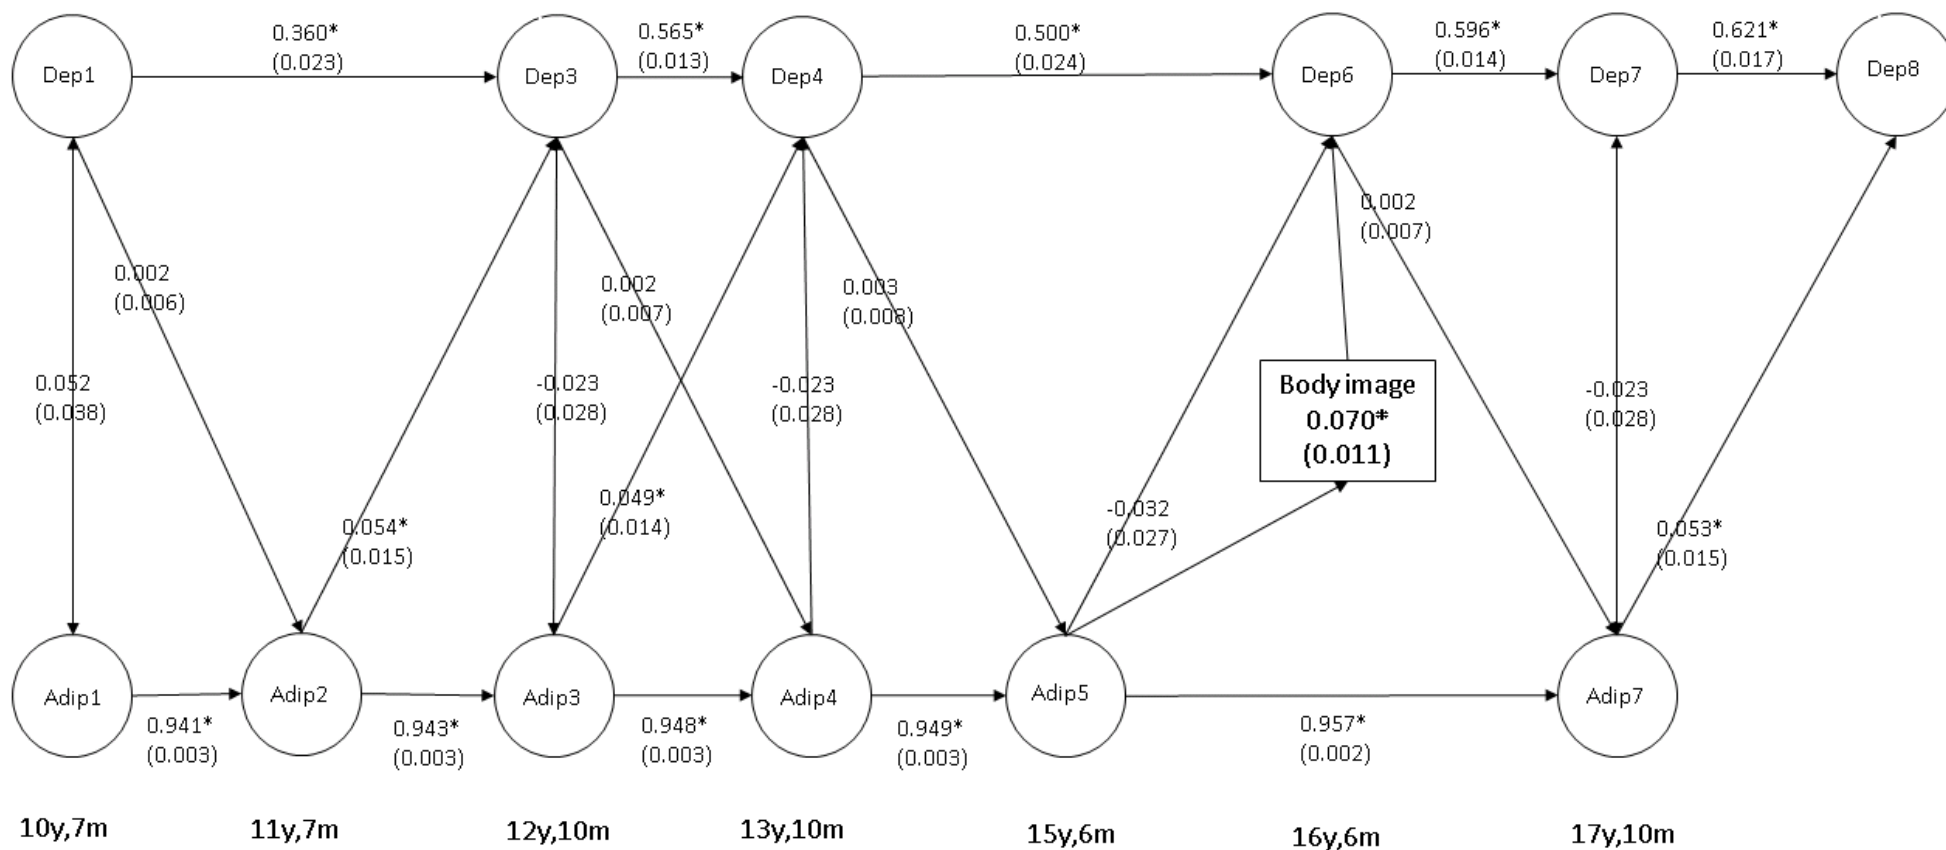 0.360*
(0.023)
0.565*
(0.013)
0.500*
(0.024)
0.596*
(0.014)
0.621*
(0.017)
Dep1
Dep3
Dep4
Dep6
Dep7
Dep8
0.002
(0.007)
0.002
(0.006)
0.002
(0.007)
0.003
(0.008)
0.052
(0.038)
-0.023
(0.028)
-0.023
(0.028)
Body image
0.070*
(0.011)
-0.023
(0.028)
0.054*
(0.015)
0.049*
(0.014)
-0.032
(0.027)
0.053*
(0.015)
Adip1
Adip2
Adip3
Adip4
Adip5
Adip7
0.941*
(0.003)
0.943*
(0.003)
0.948*
(0.003)
0.949*
(0.003)
0.957*
(0.002)
10y,7m
11y,7m
12y,10m
13y,10m
15y,6m
16y,6m
17y,10m